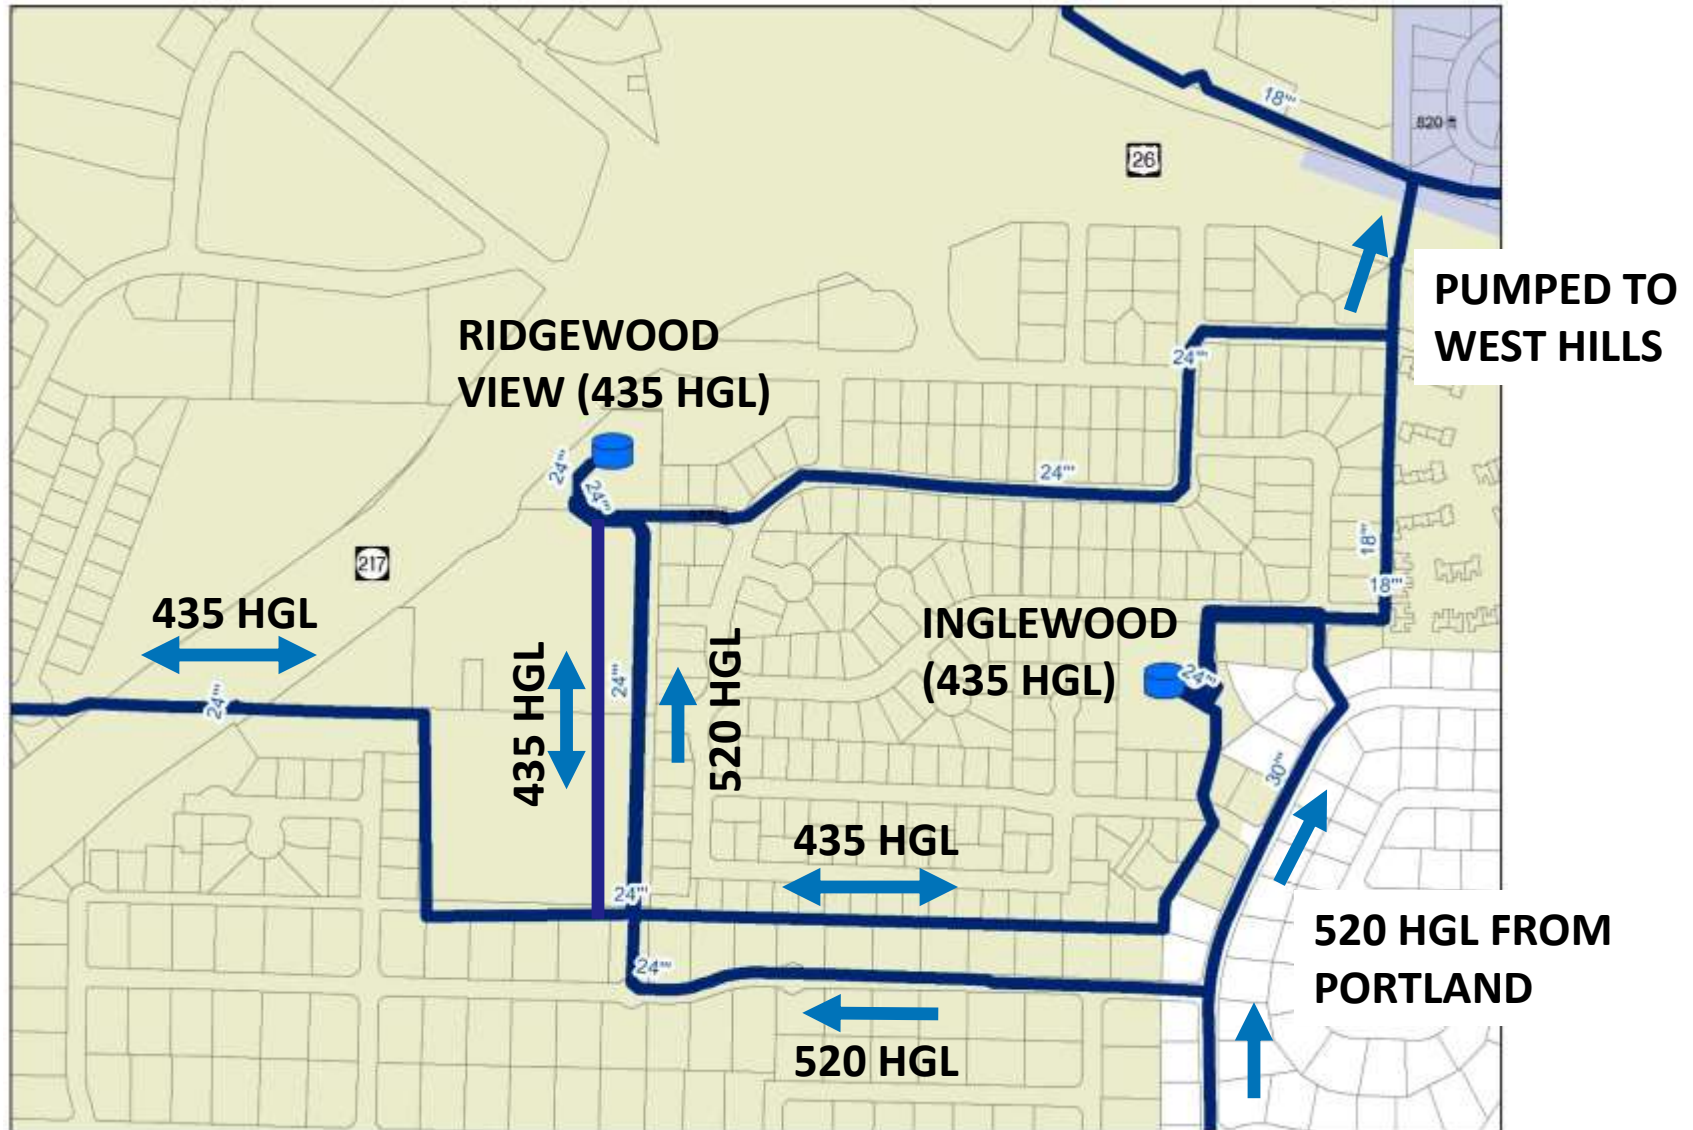 18"'
820
26
PUMPED TO
WEST HILLS
RIDGEWOOD
VIEW (435 HGL)
24"'
24"'
24"'
24"'
18"'
18"'
217
435 HGL
24"'
435 HGL
24"'
520 HGL
INGLEWOOD
(435 HGL)
24"'
30"'
435 HGL
24"'
520 HGL FROM
PORTLAND
24"'
520 HGL